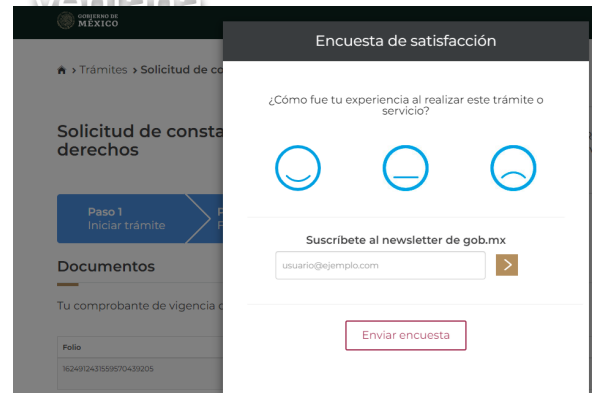 GOBIERNO DE
MÉXICO
Trámites > Solicitud de co
Solicitud de consta
derechos
Paso 1
Iniciar trámite
Documentos
Tu comprobante de vigencia d
Folio
Encuesta de satisfacción
¿Cómo fue tu experiencia al realizar este trámite o
servicio?
Suscríbete al newsletter de gob.mx
usuario@ejemplo.com
>
Enviar encuesta